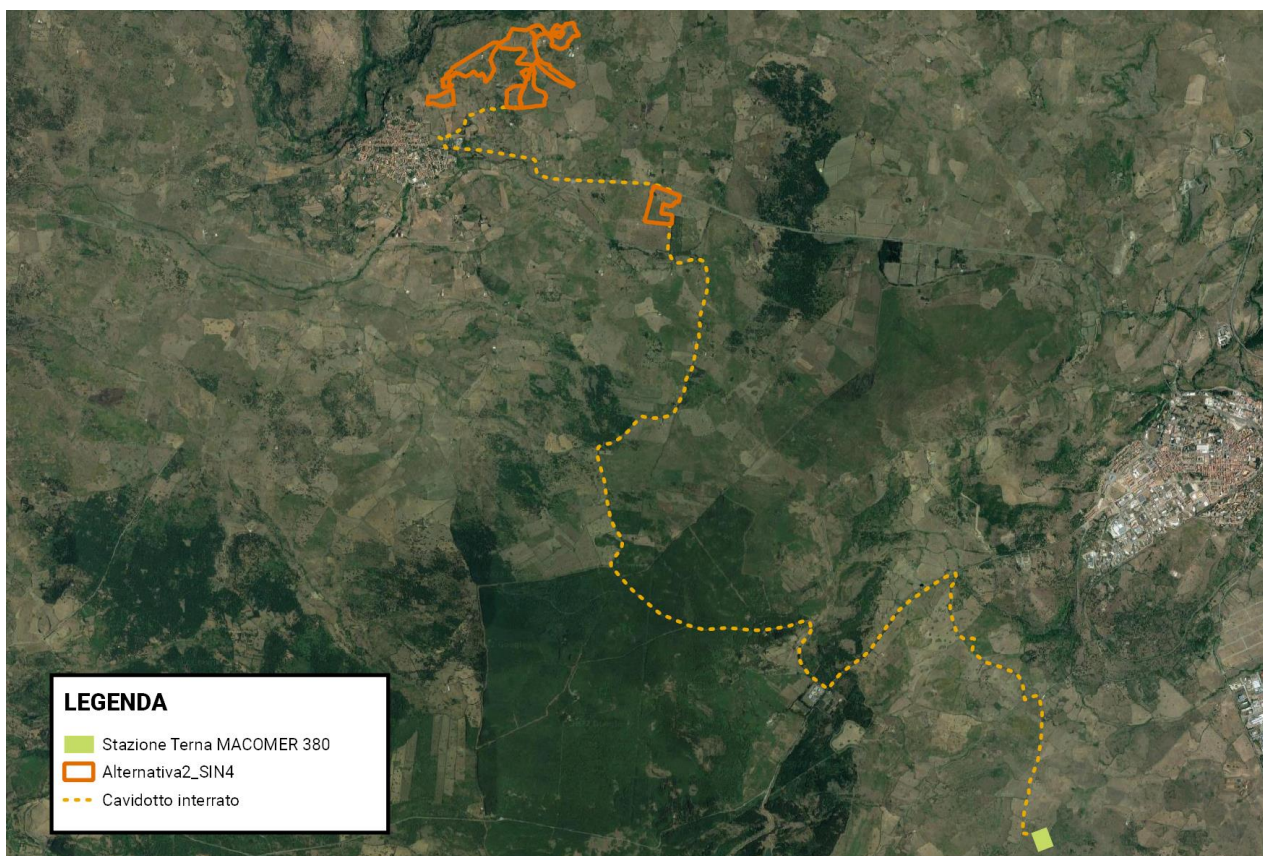 LEGENDA
Stazione Terna MACOMER 380
Alternativa2_SIN4
Cavidotto interrato